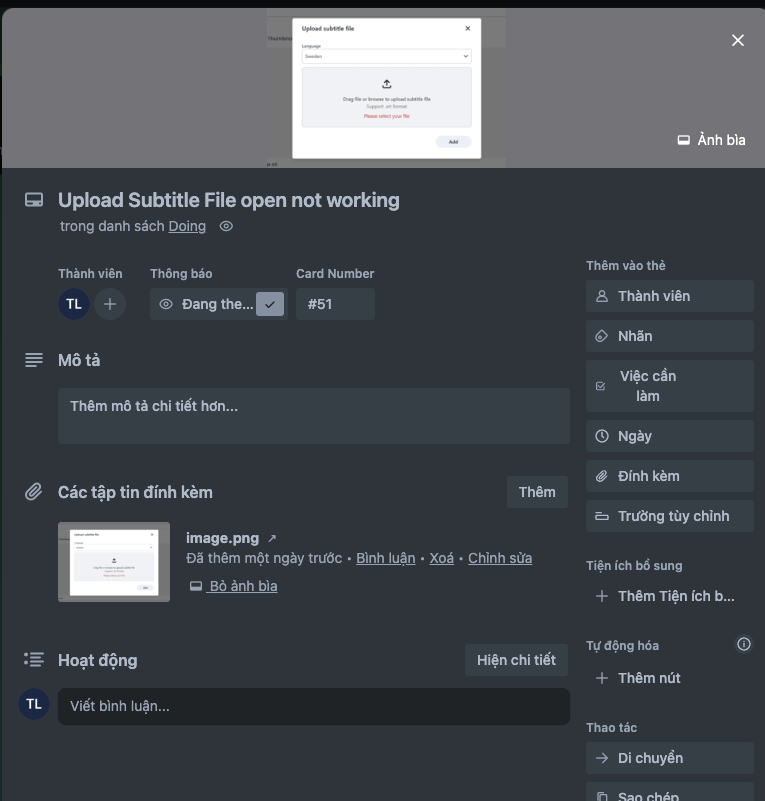 Upload subtitle file
Language
Sweden
Drag file or browse to upload subtitle file
Support .srt format
Please select your file
Add
Ảnh bìa
Upload Subtitle File open not working
trong danh sách Doing
Thành viên
Thông báo
Card Number
TL
Đang the...
#51
Mô tả
Thêm mô tả chi tiết hơn...
Các tập tin đính kèm
Thêm
image.png ↗
Đã thêm một ngày trước • Bình luận • Xoá • Chỉnh sửa
Bỏ ảnh bìa
Hoạt động
Hiện chi tiết
TL
Viết bình luận...
Thêm vào thẻ
Thành viên
Nhãn
Việc cần
làm
Ngày
Đính kèm
Trường tùy chỉnh
Tiện ích bổ sung
Thêm Tiện ích b...
Tự động hóa
Thêm nút
Thao tác
Di chuyển
Sao chép